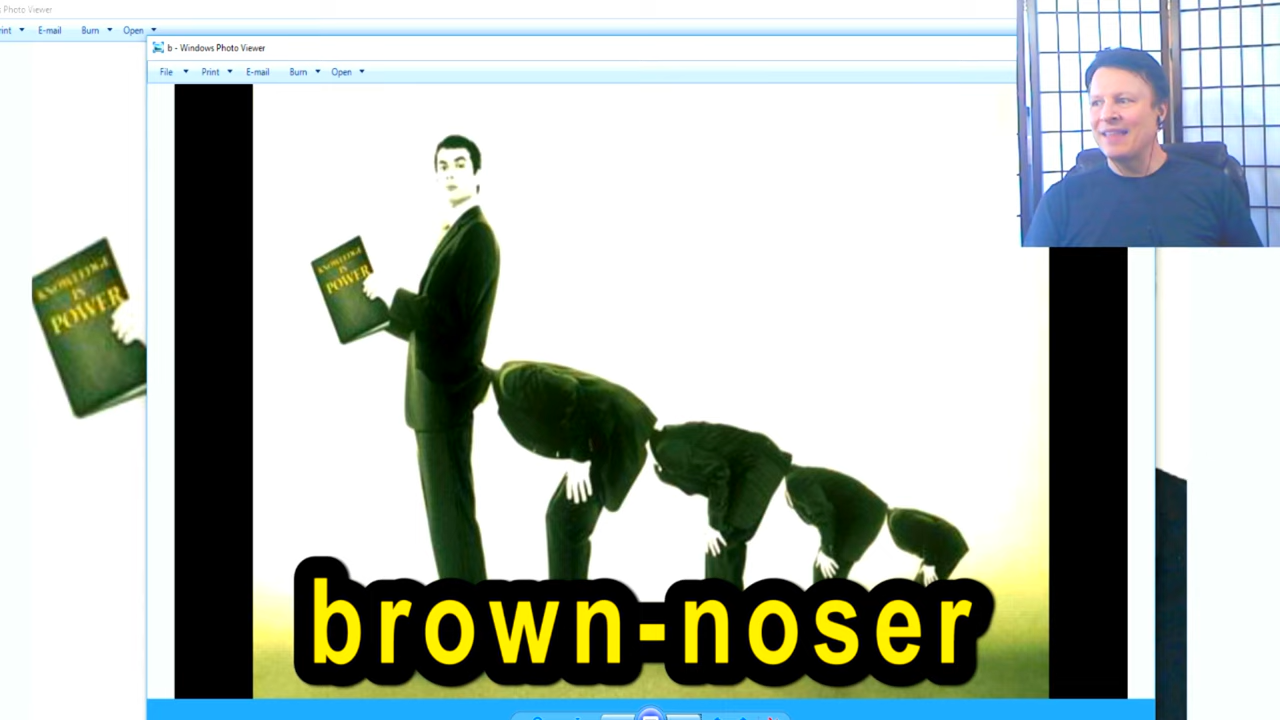 Photo Viewer
int E-mail Burn Open
b - Windows Photo Viewer
File Print E-mail Burn Open
KNOWLEDGE
IS
POWER
KNOWLEDGE
IS
POWER
brown-noser